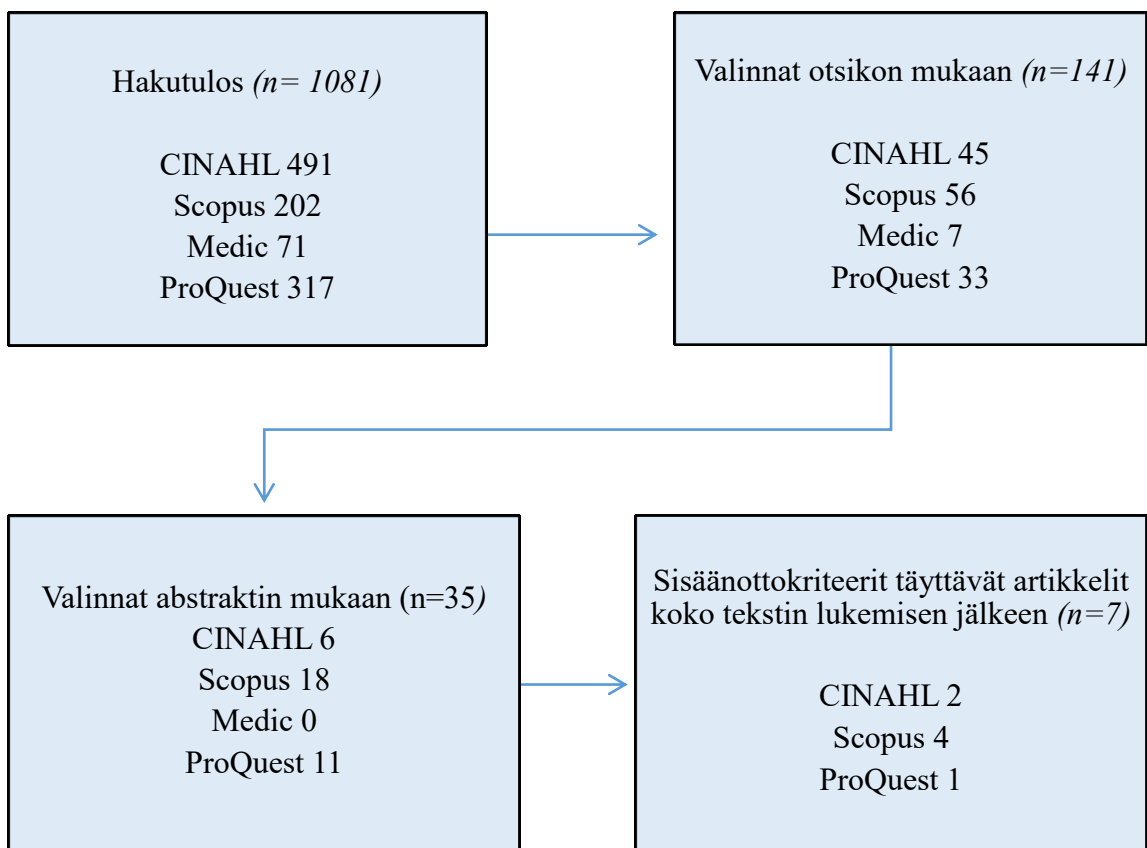 Hakutulos (n= 1081)
CINAHL 491
Scopus 202
Medic 71
ProQuest 317
Valinnat otsikon mukaan (n=141)
CINAHL 45
Scopus 56
Medic 7
ProQuest 33
Valinnat abstraktin mukaan (n=35)
CINAHL 6
Scopus 18
Medic 0
ProQuest 11
Sisäänottokriteerit täyttävät artikkelit
koko tekstin lukemisen jälkeen (n=7)
CINAHL 2
Scopus 4
ProQuest 1